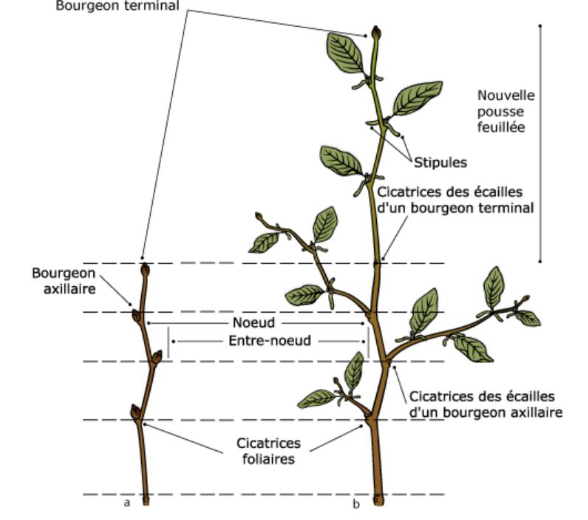 Bourgeon terminal
Nouvelle
pousse
feuillée
Stipules
Cicatrices des écailles
d'un bourgeon terminal
Bourgeon
axillaire
Noeud
Entre-noeud
Cicatrices des écailles
d'un bourgeon axillaire
Cicatrices
foliaires
a
b